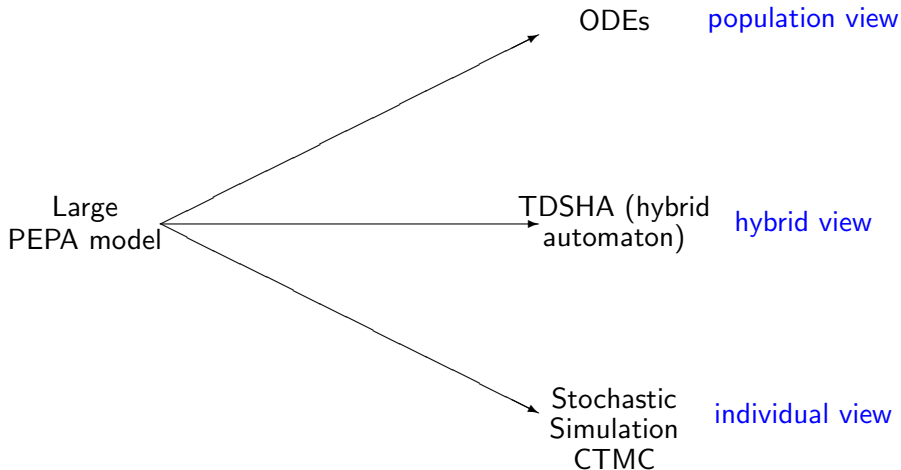 ODEs
population view
Large
PEPA model
TDSHA (hybrid
automaton)
hybrid view
Stochastic
Simulation
CTMC
individual view